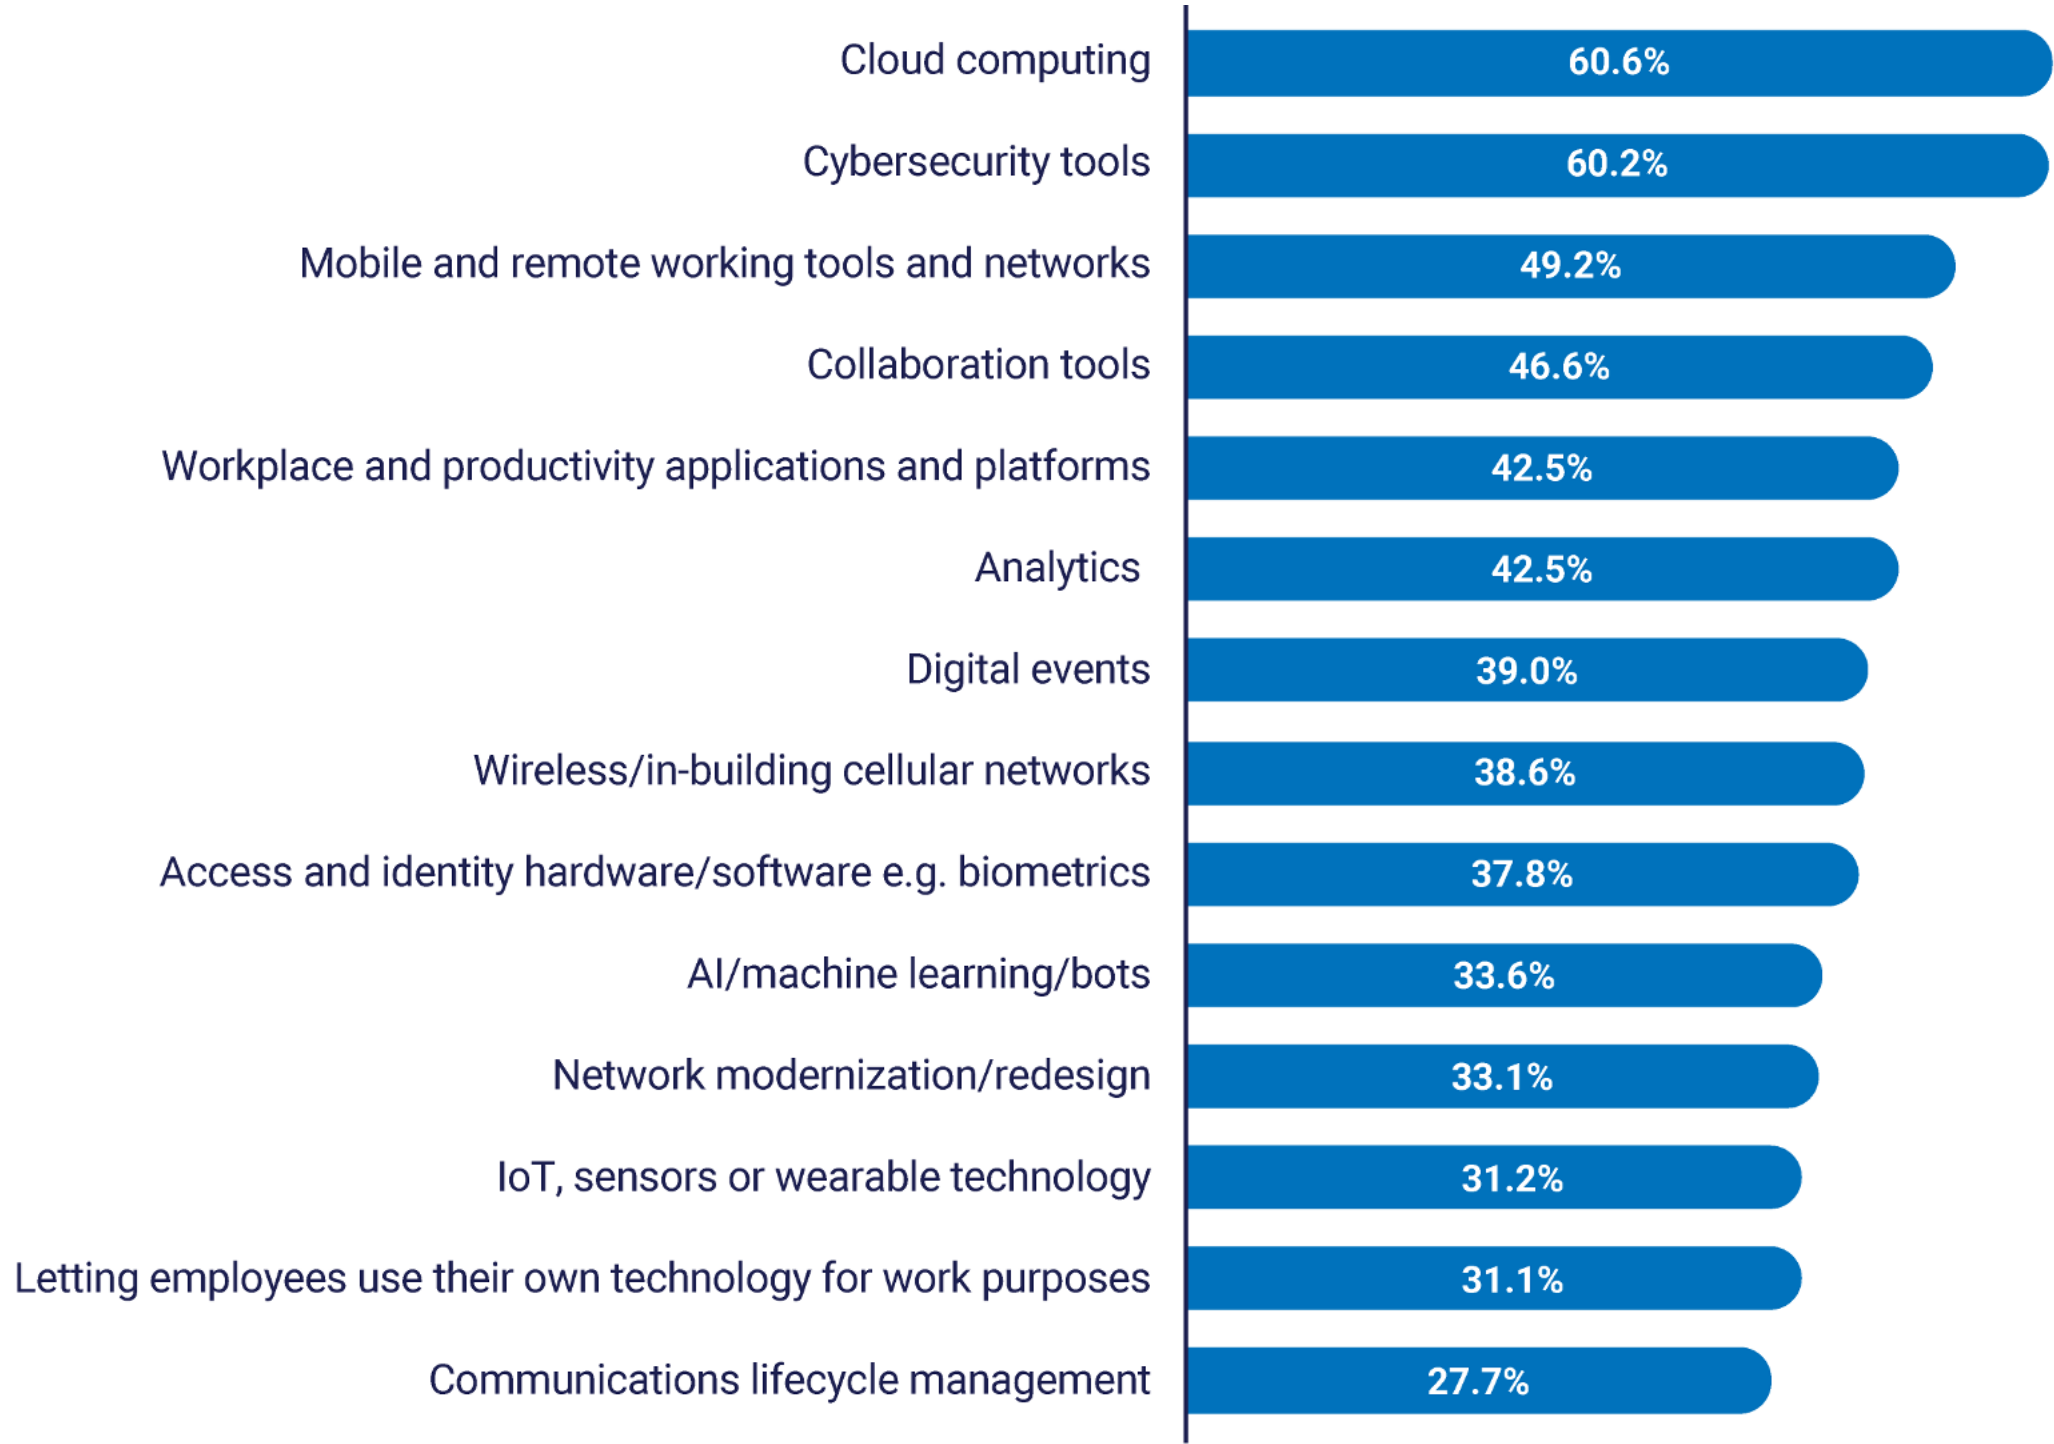 Cloud computing 60.6%
Cybersecurity tools 60.2%
Mobile and remote working tools and networks 49.2%
Collaboration tools 46.6%
Workplace and productivity applications and platforms 42.5%
Analytics 42.5%
Digital events 39.0%
Wireless/in-building cellular networks 38.6%
Access and identity hardware/software e.g. biometrics 37.8%
AI/machine learning/bots 33.6%
Network modernization/redesign 33.1%
IoT, sensors or wearable technology 31.2%
Letting employees use their own technology for work purposes 31.1%
Communications lifecycle management 27.7%